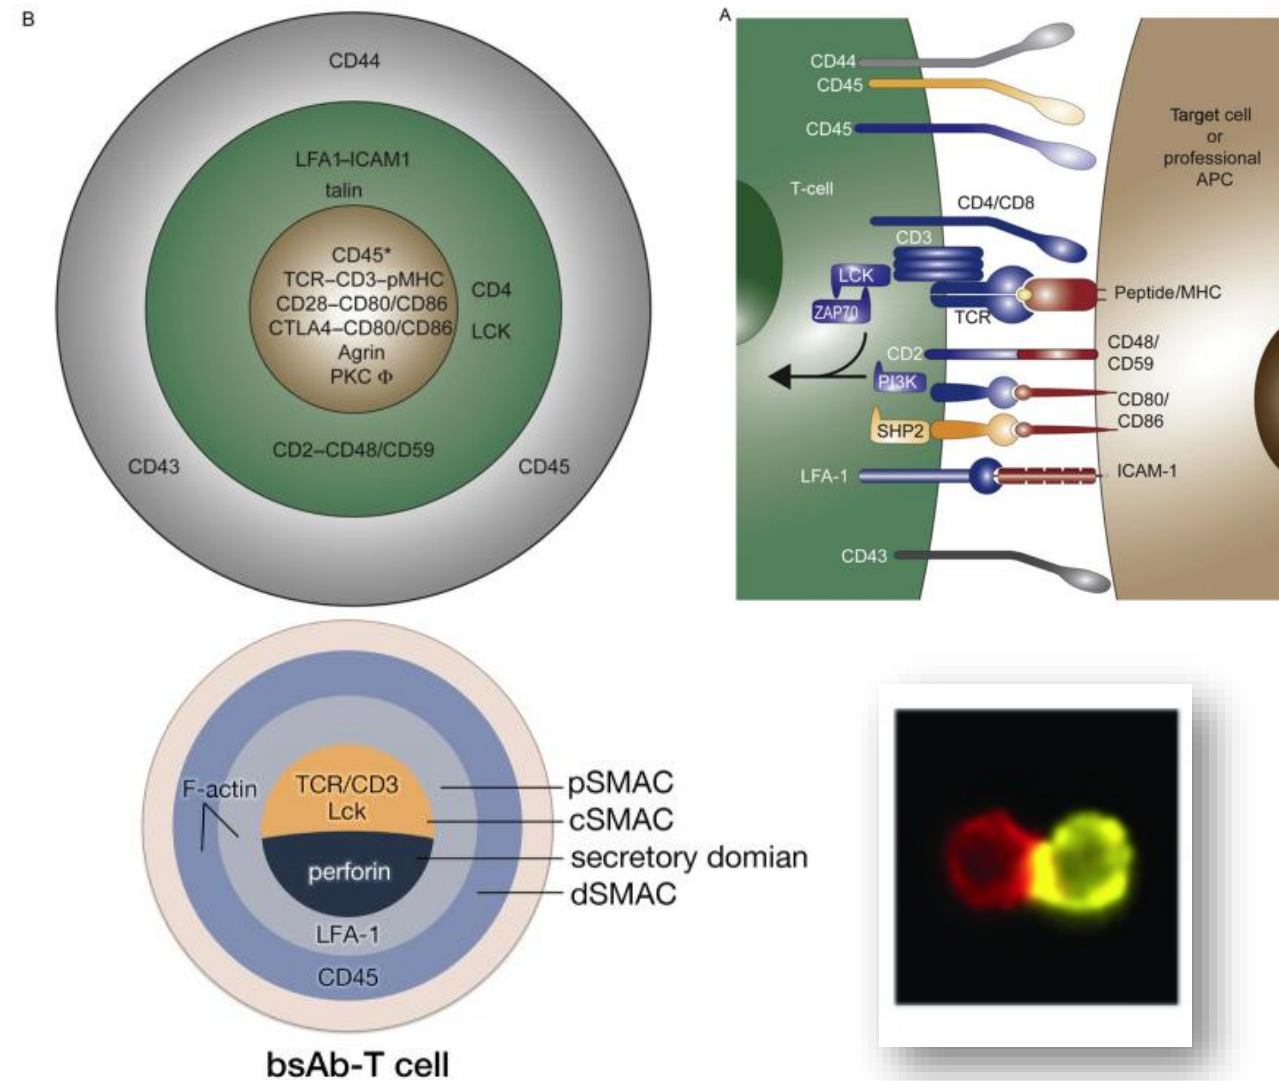 B
CD44
LFA1–ICAM1
talin
CD45*
TCR–CD3–pMHC
CD28–CD80/CD86
CTLA4–CD80/CD86
Agrin
PKC Φ
CD4
LCK
CD2–CD48/CD59
CD43
CD45
A
CD44
CD45
CD45
Target cell
or
professional
APC
T-cell
CD4/CD8
CD3
LCK
ZAP70
TCR
Peptide/MHC
CD2
CD48/
CD59
PI3K
CD80/
CD86
SHP2
LFA-1
ICAM-1
CD43
F-actin
TCR/CD3
Lck
perforin
LFA-1
CD45
pSMAC
cSMAC
secretory domian
dSMAC
bsAb-T cell